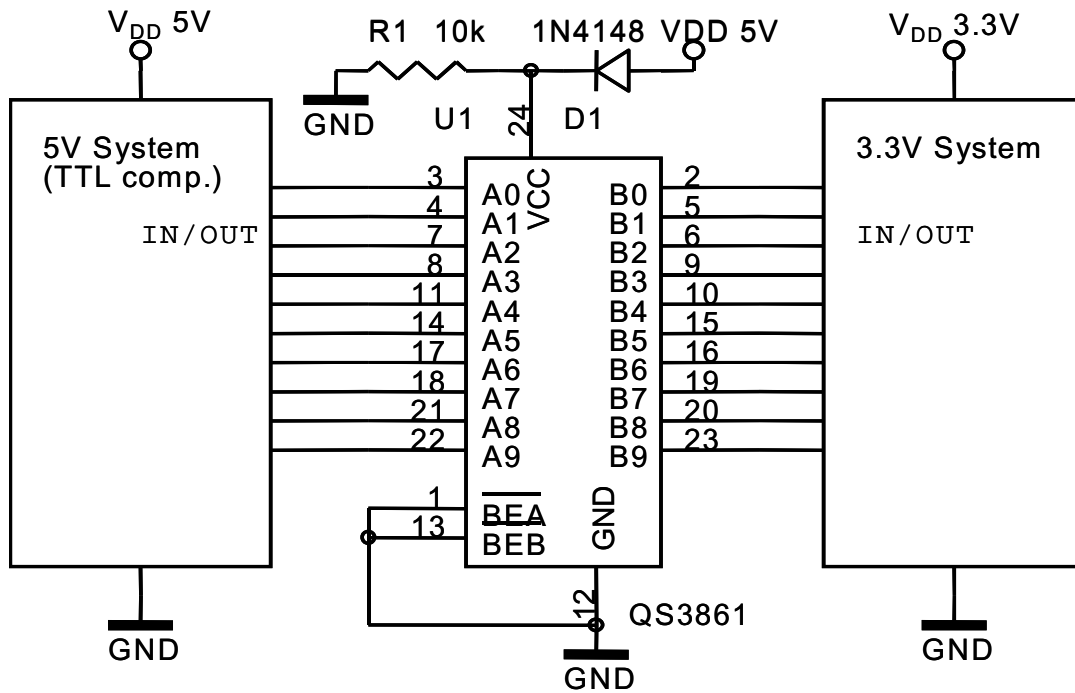 V_DD 5V
R1 10k
1N4148
VDD 5V
V_DD 3.3V
GND
U1
24
D1
5V System
(TTL comp.)
IN/OUT
3.3V System
IN/OUT
VCC
3 A0 B0 2
4 A1 B1 5
7 A2 B2 6
8 A3 B3 9
11 A4 B4 10
14 A5 B5 15
17 A6 B6 16
18 A7 B7 19
21 A8 B8 20
22 A9 B9 23
1 BEA
13 BEB
GND
12
QS3861
GND
GND
GND